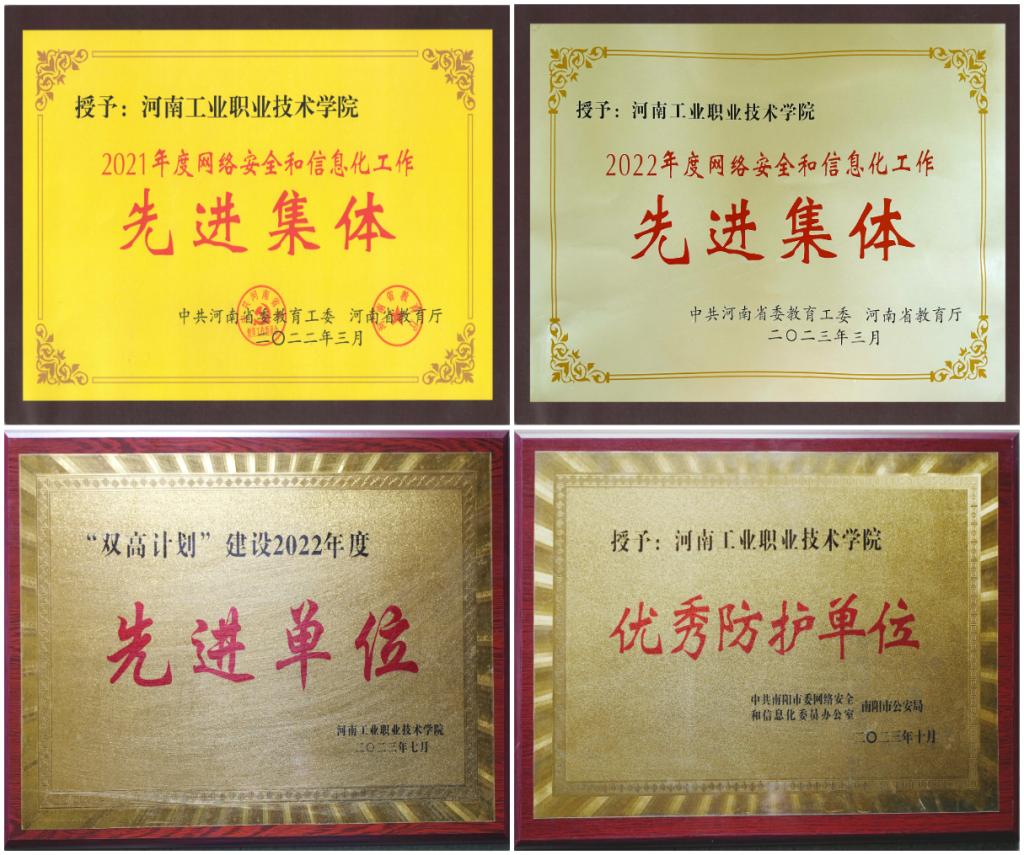 授予：河南工业职业技术学院
2021年度网络安全和信息化工作
先进集体
中共河南省委教育工委 河南省教育厅
二〇二二年三月
授予：河南工业职业技术学院
2022年度网络安全和信息化工作
先进集体
中共河南省委教育工委 河南省教育厅
二〇二三年三月
“双高计划”建设2022年度
先进单位
河南工业职业技术学院
二〇二三年七月
授予：河南工业职业技术学院
优秀防护单位
中共南阳市委网络安全
和信息化委员办公室 南阳市公安局
二〇二三年十月